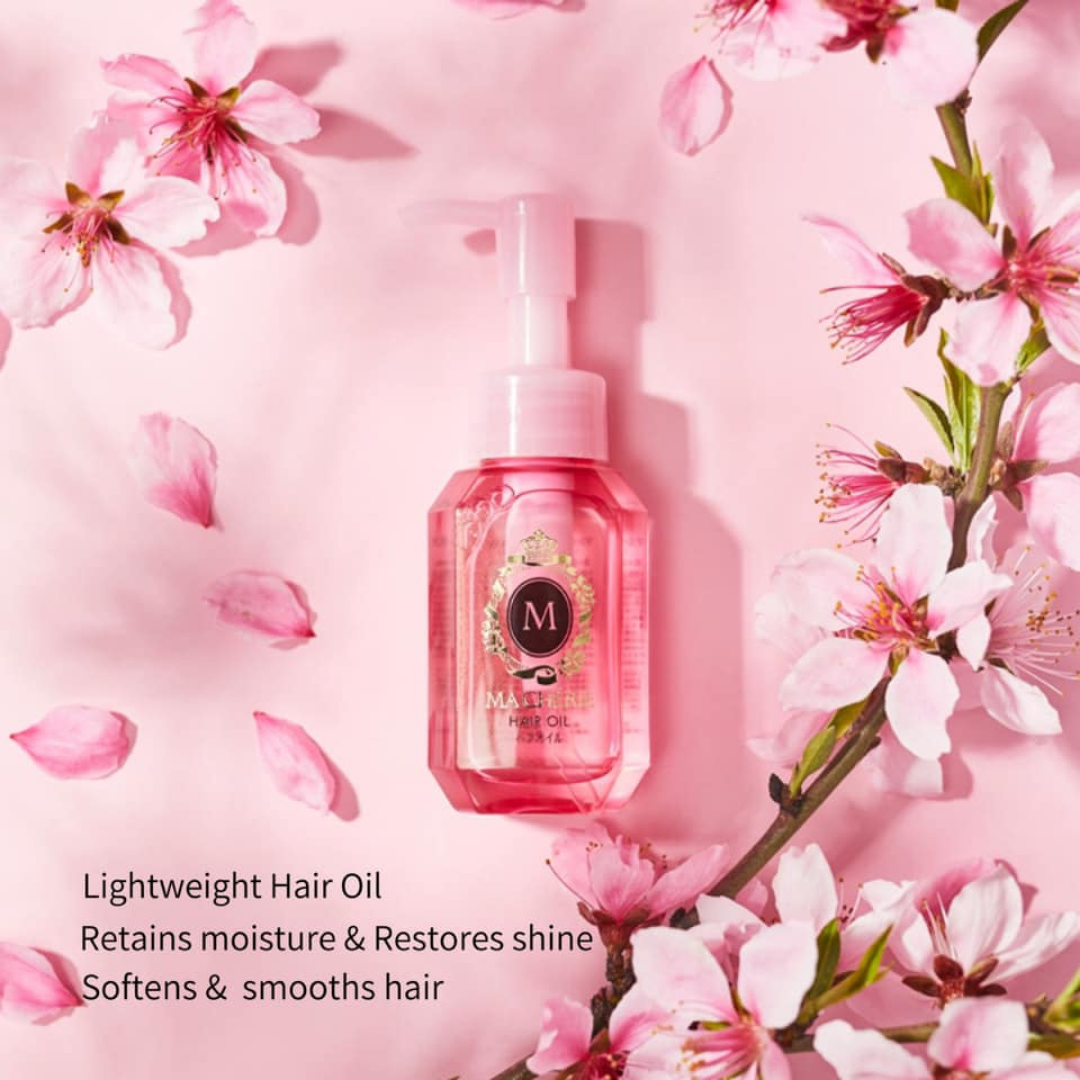 M
MACHERIE
HAIR OIL
ヘアオイル
Lightweight Hair Oil
Retains moisture & Restores shine
Softens & smooths hair